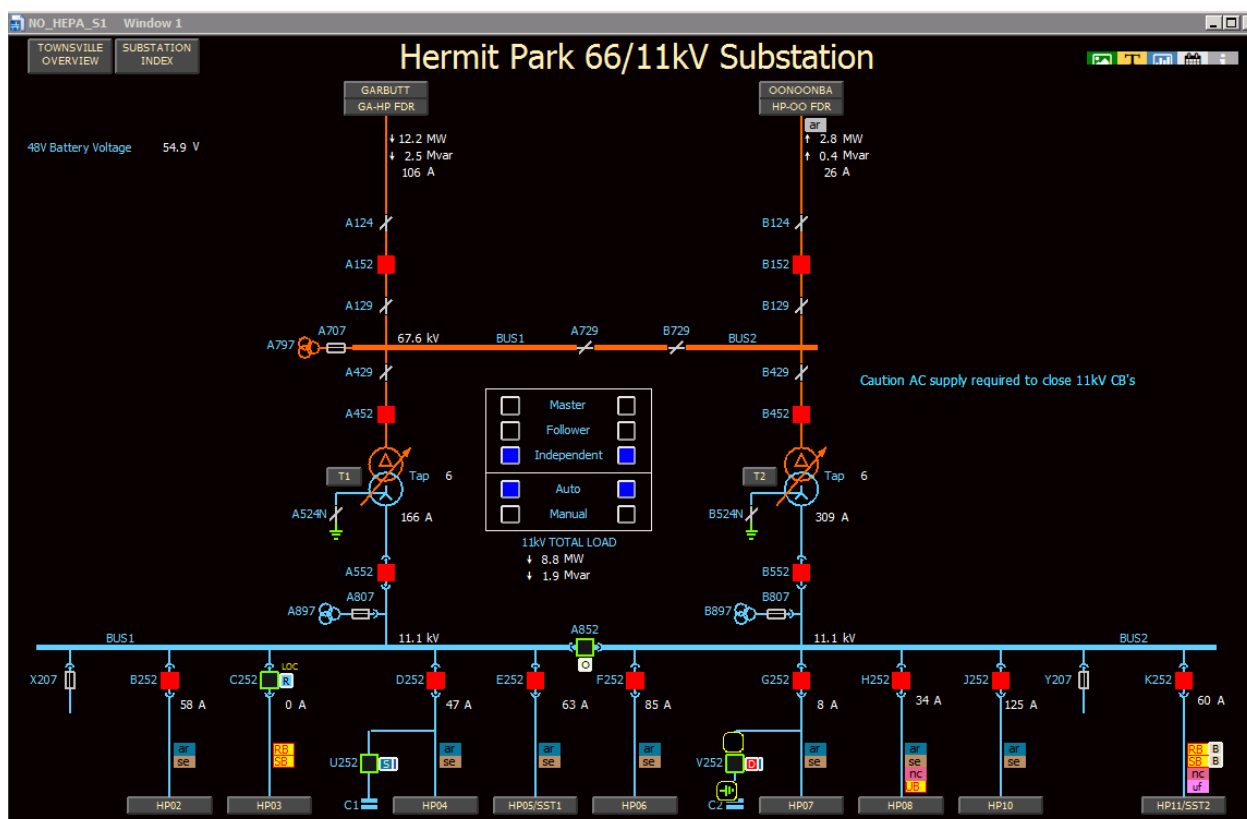 NO_HEPA_S1 Window 1
TOWNSVILLE OVERVIEW
SUBSTATION INDEX
Hermit Park 66/11kV Substation
T
GARBUTT
GA-HP FDR
OONOONBA
HP-OO FDR
ar
12.2 MW
2.5 Mvar
106 A
2.8 MW
0.4 Mvar
26 A
48V Battery Voltage 54.9 V
A124
B124
A152
B152
A129
B129
A707
A797
67.6 kV
BUS1
A729
B729
BUS2
A429
B429
Caution AC supply required to close 11kV CB's
A452
B452
Master
Follower
Independent
Auto
Manual
T1
Tap 6
T2
Tap 6
A524N
166 A
B524N
309 A
11kV TOTAL LOAD
8.8 MW
1.9 Mvar
A552
B552
A897
A807
B897
B807
BUS1
11.1 kV
A852
O
11.1 kV
BUS2
X207
B252
58 A
C252
LOC
R
0 A
D252
47 A
E252
63 A
F252
85 A
G252
8 A
H252
34 A
J252
125 A
Y207
K252
60 A
ar
se
RB
SB
U252
S
ar
se
ar
se
ar
se
V252
D
ar
se
ar
se
nc
UB
ar
se
RB B
SB B
nc
uf
C1
C2
HP02
HP03
HP04
HP05/SST1
HP06
HP07
HP08
HP10
HP11/SST2